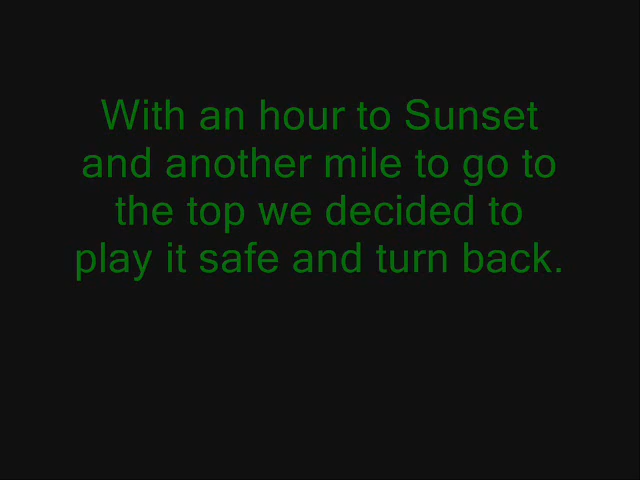 With an hour to Sunset
and another mile to go to
the top we decided to
play it safe and turn back.